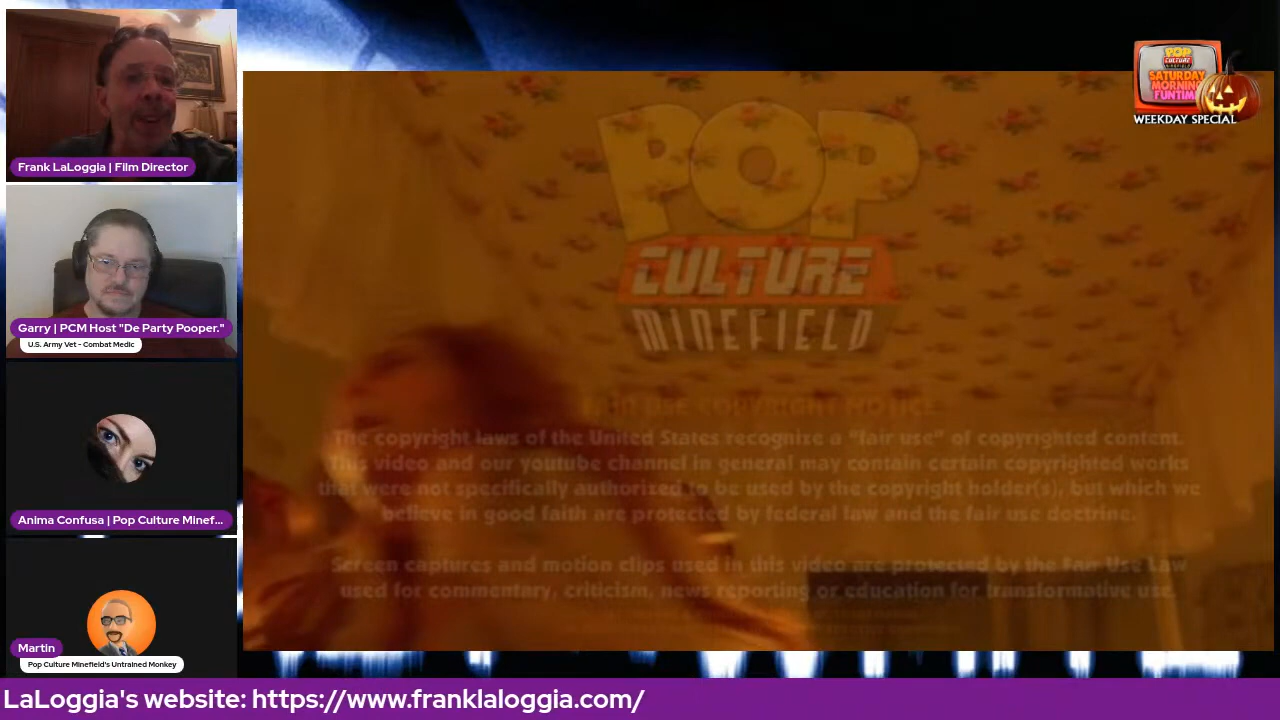 Frank LaLoggia | Film Director
Garry | PCM Host "De Party Pooper."
U.S. Army Vet - Combat Medic
Anima Confusa | Pop Culture Minef...
Martin
Pop Culture Minefield's Untrained Monkey
POP
CULTURE
MINEFIELD
SATURDAY
MORNING
FUNTIME
WEEKDAY SPECIAL
POP
CULTURE
MINEFIELD
FAIR USE COPYRIGHT NOTICE
The copyright laws of the United States recognize a "fair use" of copyrighted content.
This video and our youtube channel in general may contain certain copyrighted works
that were not specifically authorized to be used by the copyright holder(s), but which we
believe in good faith are protected by federal law and the fair use doctrine.
Screen captures and motion clips used in this video are protected by the Fair Use Law
used for commentary, criticism, news reporting or education for transformative use.
LaLoggia's website: https://www.franklaloggia.com/